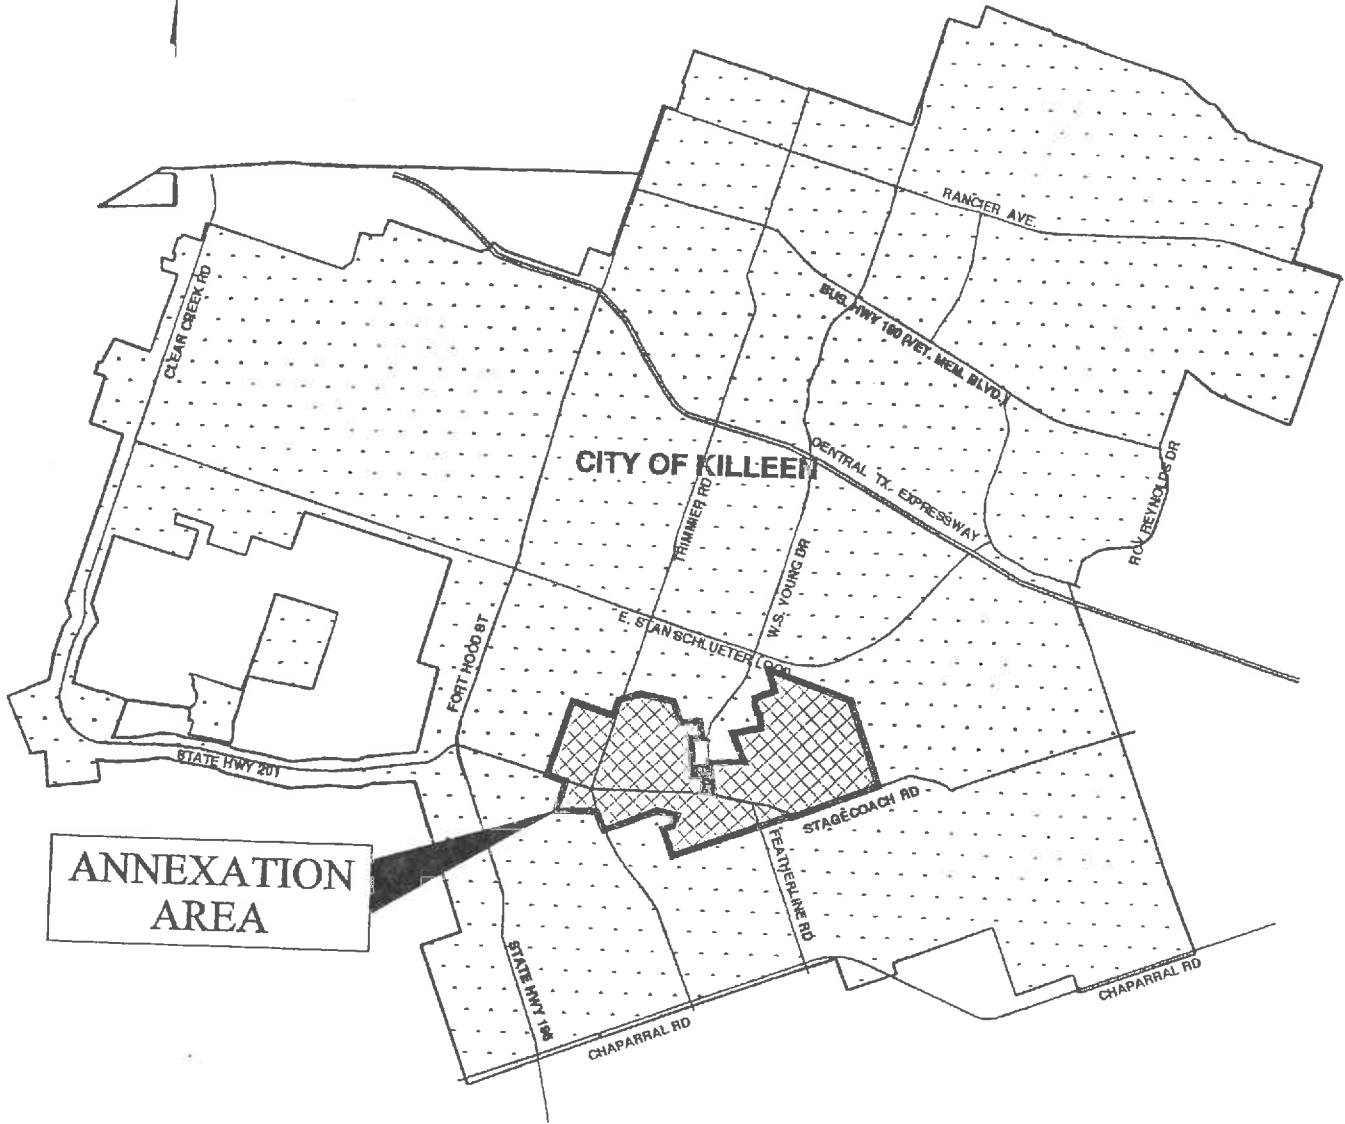 RANCIER AVE.
CLEAR CREEK RD
BUS. HWY 190 (VET. MEM. BLVD.)
CITY OF KILLEEN
CENTRAL TX. EXPRESSWAY
ROY REYNOLDS DR
TRIMMER RD
W.S. YOUNG DR
E. STAN SCHLUETER LOOP
FORT HOOD ST
STATE HWY 201
STAGECOACH RD
FEATHERLINE RD
ANNEXATION
AREA
STATE HWY 195
CHAPARRAL RD
CHAPARRAL RD